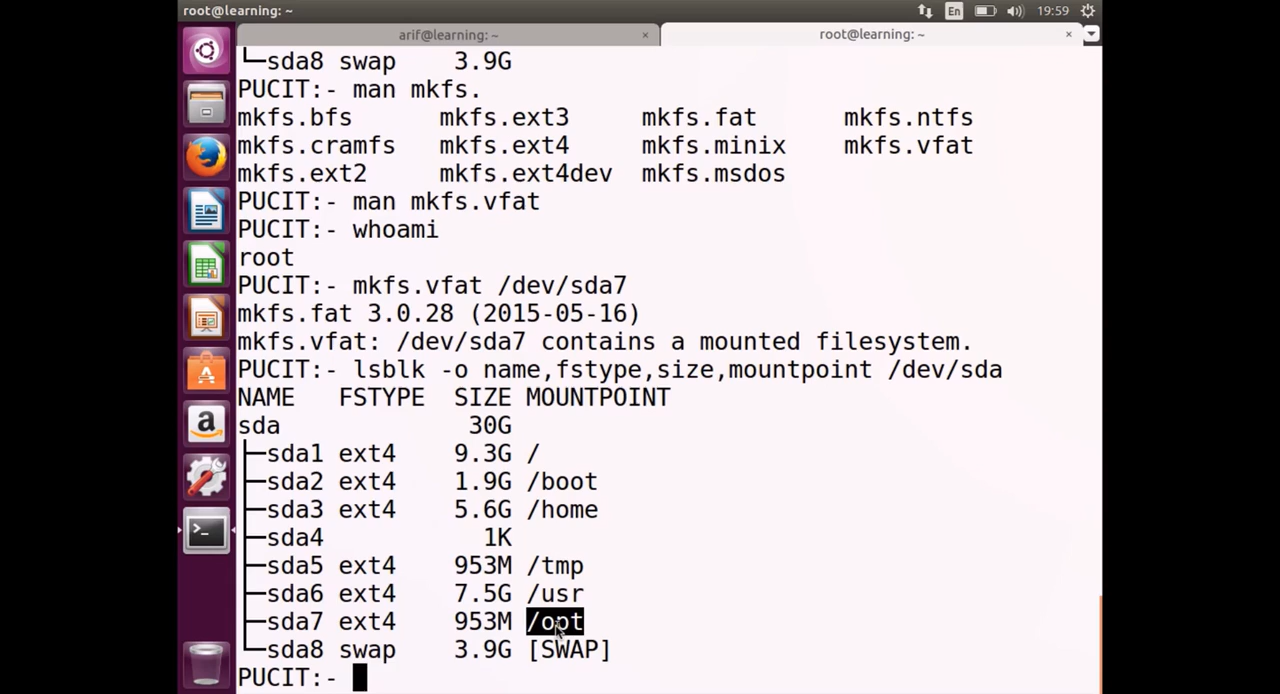 root@learning: ~
En
19:59
arif@learning: ~ ×
root@learning: ~ ×
└─sda8 swap    3.9G
PUCIT:- man mkfs.
mkfs.bfs      mkfs.ext3     mkfs.fat      mkfs.ntfs
mkfs.cramfs   mkfs.ext4     mkfs.minix    mkfs.vfat
mkfs.ext2     mkfs.ext4dev  mkfs.msdos
PUCIT:- man mkfs.vfat
PUCIT:- whoami
root
PUCIT:- mkfs.vfat /dev/sda7
mkfs.fat 3.0.28 (2015-05-16)
mkfs.vfat: /dev/sda7 contains a mounted filesystem.
PUCIT:- lsblk -o name,fstype,size,mountpoint /dev/sda
NAME   FSTYPE  SIZE MOUNTPOINT
sda             30G
├─sda1 ext4    9.3G /
├─sda2 ext4    1.9G /boot
├─sda3 ext4    5.6G /home
├─sda4           1K
├─sda5 ext4    953M /tmp
├─sda6 ext4    7.5G /usr
├─sda7 ext4    953M /opt
└─sda8 swap    3.9G [SWAP]
PUCIT:-